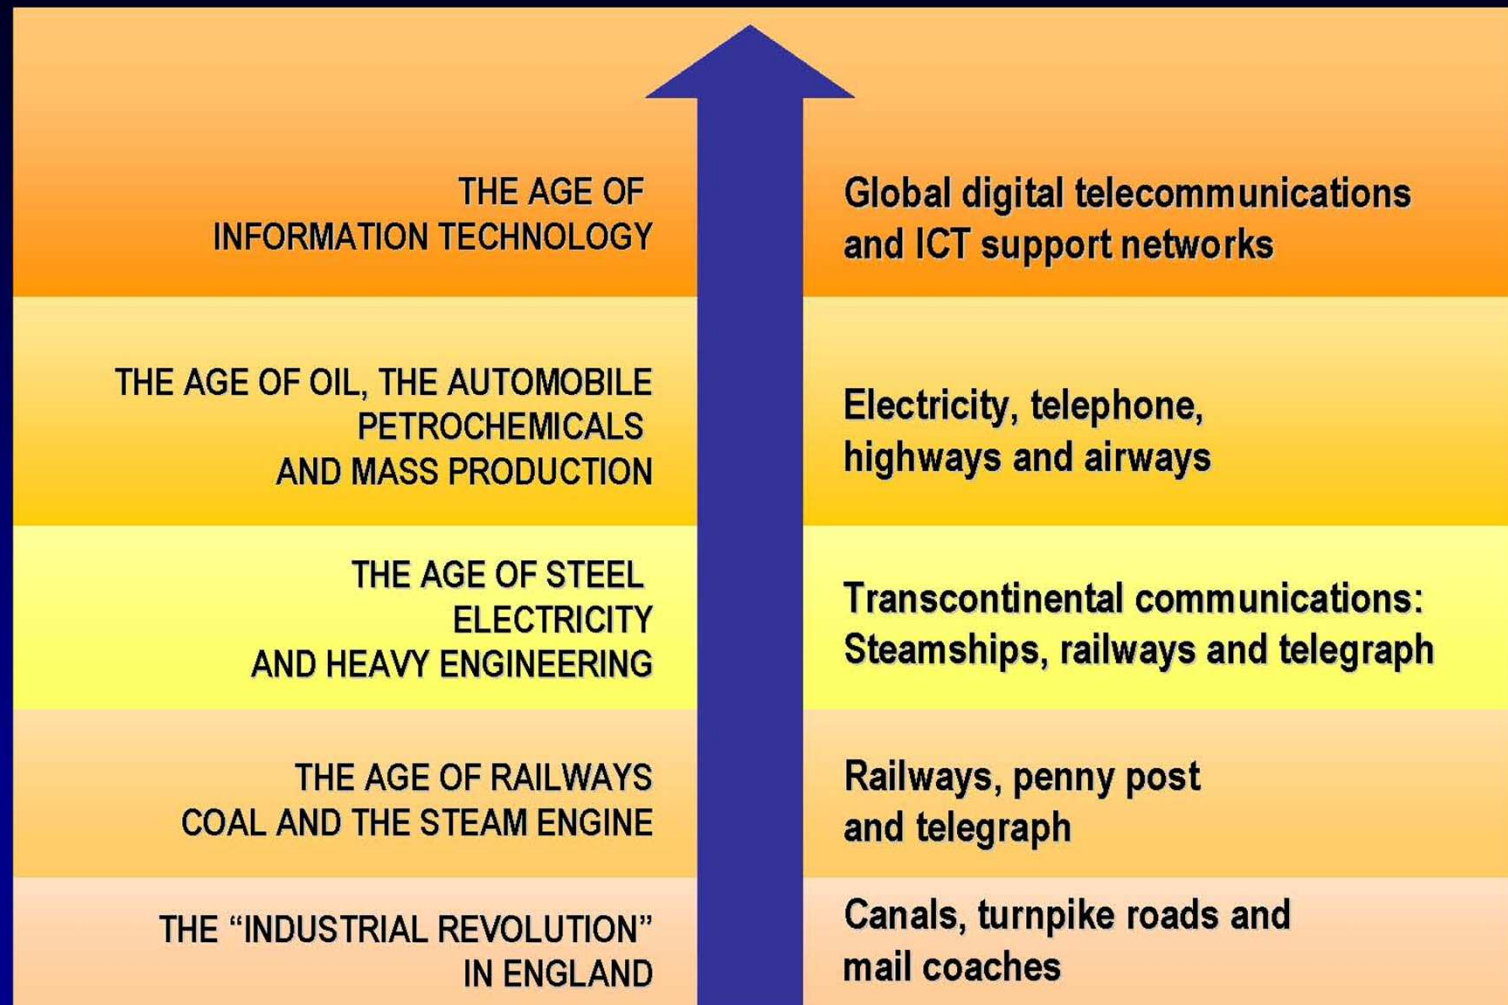 THE AGE OF
INFORMATION TECHNOLOGY
Global digital telecommunications
and ICT support networks
THE AGE OF OIL, THE AUTOMOBILE
PETROCHEMICALS
AND MASS PRODUCTION
Electricity, telephone,
highways and airways
THE AGE OF STEEL
ELECTRICITY
AND HEAVY ENGINEERING
Transcontinental communications:
Steamships, railways and telegraph
THE AGE OF RAILWAYS
COAL AND THE STEAM ENGINE
Railways, penny post
and telegraph
THE “INDUSTRIAL REVOLUTION”
IN ENGLAND
Canals, turnpike roads and
mail coaches